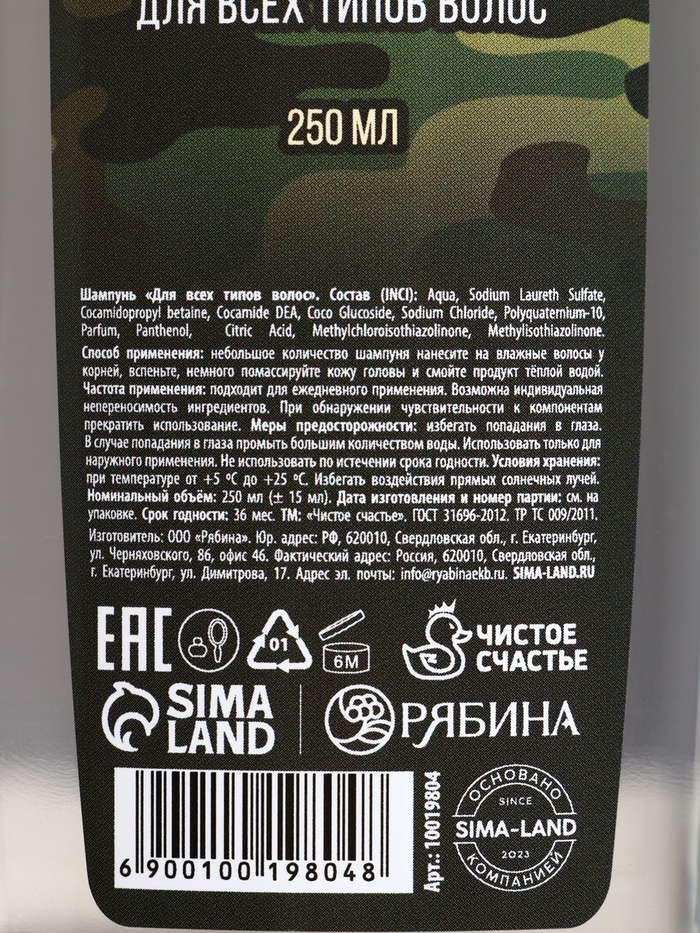 ДЛЯ ВСЕХ ТИПОВ ВОЛОС
250 МЛ
Шампунь «Для всех типов волос». Состав (INCI): Aqua, Sodium Laureth Sulfate,
Cocamidopropyl betaine, Cocamide DEA, Coco Glucoside, Sodium Chloride, Polyquaternium-10,
Parfum, Panthenol, Citric Acid, Methylchloroisothiazolinone, Methylisothiazolinone.
Способ применения: небольшое количество шампуня нанесите на влажные волосы у
корней, вспеньте, немного помассируйте кожу головы и смойте продукт тёплой водой.
Частота применения: подходит для ежедневного применения. Возможна индивидуальная
непереносимость ингредиентов. При обнаружении чувствительности к компонентам
прекратить использование. Меры предосторожности: избегать попадания в глаза.
В случае попадания в глаза промыть большим количеством воды. Использовать только для
наружного применения. Не использовать по истечении срока годности. Условия хранения:
при температуре от +5 °С до +25 °С. Избегать воздействия прямых солнечных лучей.
Номинальный объём: 250 мл (± 15 мл). Дата изготовления и номер партии: см. на
упаковке. Срок годности: 36 мес. ТМ: «Чистое счастье». ГОСТ 31696-2012. ТР ТС 009/2011.
Изготовитель: ООО «Рябина». Юр. адрес: РФ, 620010, Свердловская обл., г. Екатеринбург,
ул. Черняховского, 86, офис 46. Фактический адрес: Россия, 620010, Свердловская обл.,
г. Екатеринбург, ул. Димитрова, 17. Адрес эл. почты: info@ryabinaekb.ru. SIMA-LAND.RU
EAC
01
6M
ЧИСТОЕ
СЧАСТЬЕ
SIMA
LAND
РЯБИНА
6 900100 198048
Арт.: 10019804
ОСНОВАНО
SINCE
SIMA-LAND
2023
КОМПАНИЕЙ